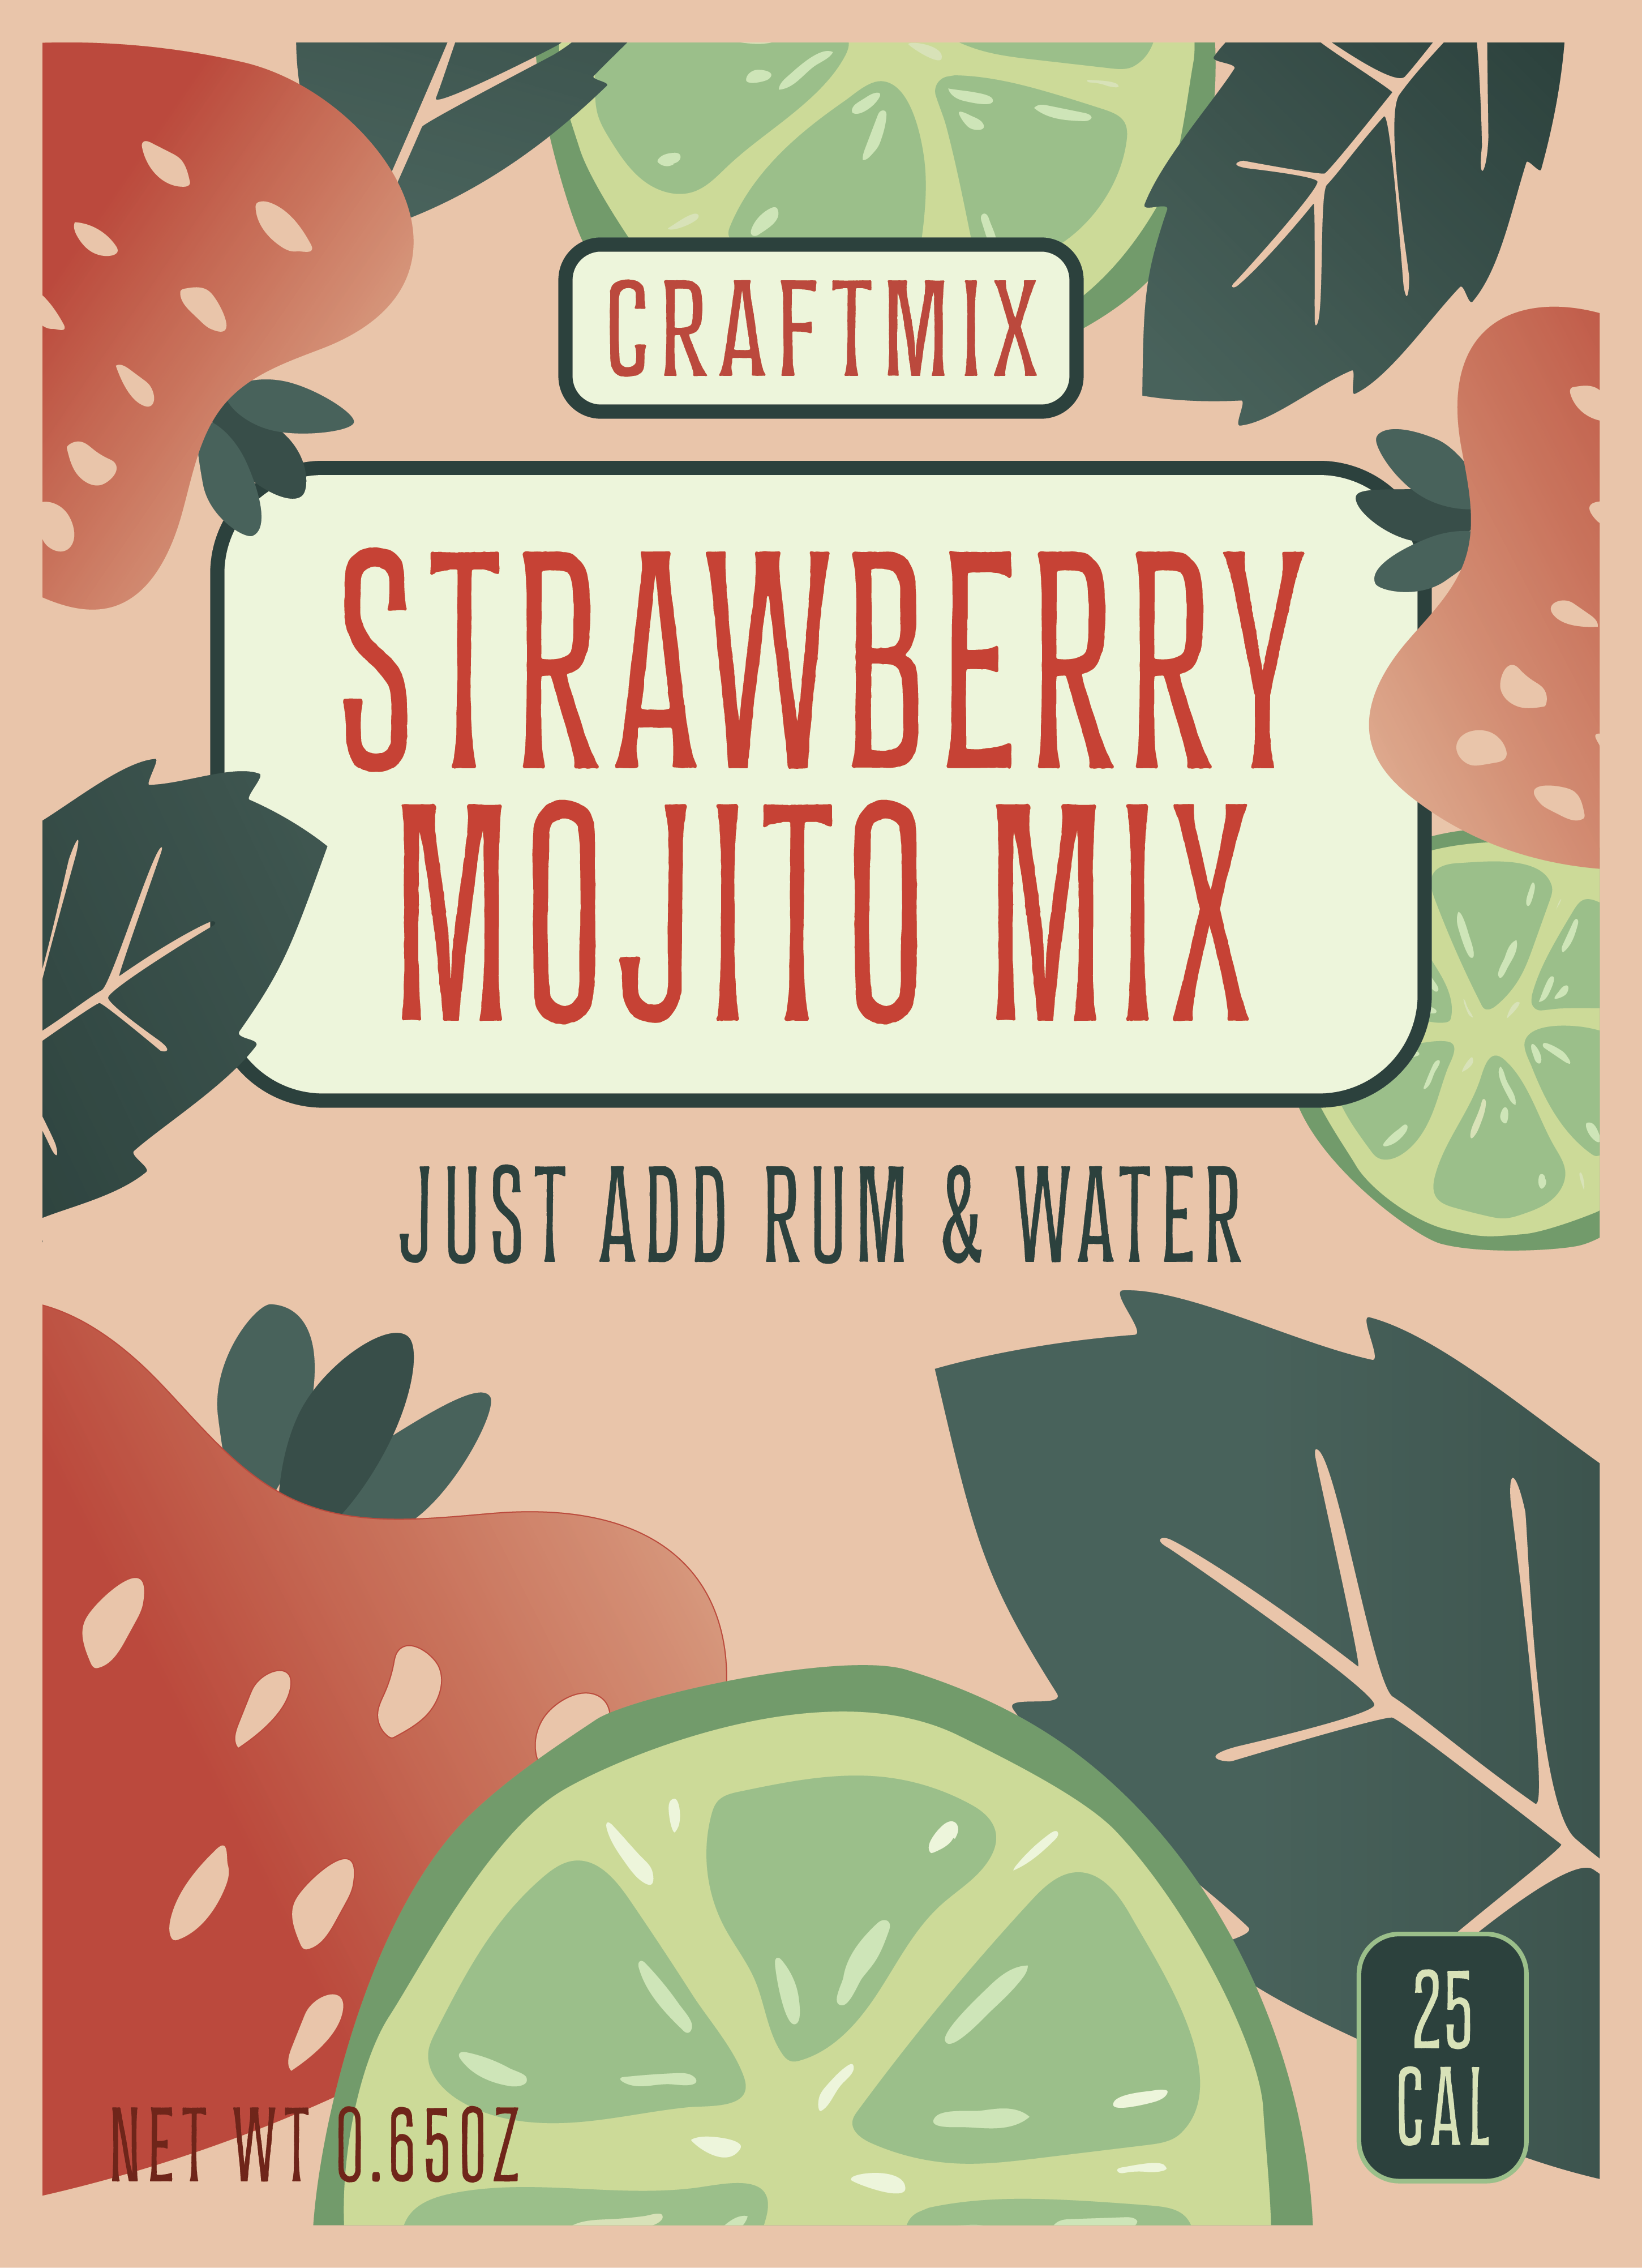 CRAFTMIX
STRAWBERRY
MOJITO MIX
JUST ADD RUM & WATER
25
CAL
NET WT 0.65OZ